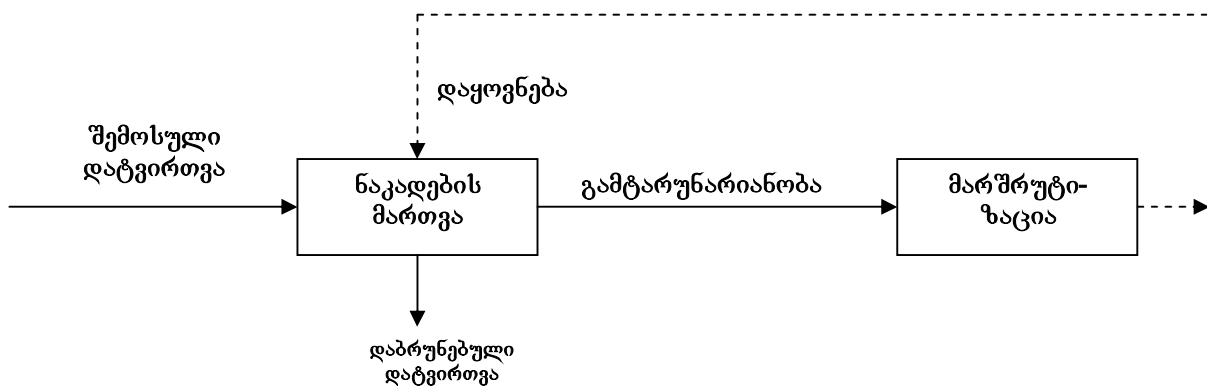 დაყოვნება
შემოსული
დატვირთვა
ნაკადების
მართვა
გამტარუნარიანობა
მარშრუტი-
ზაცია
დაბრუნებული
დატვირთვა